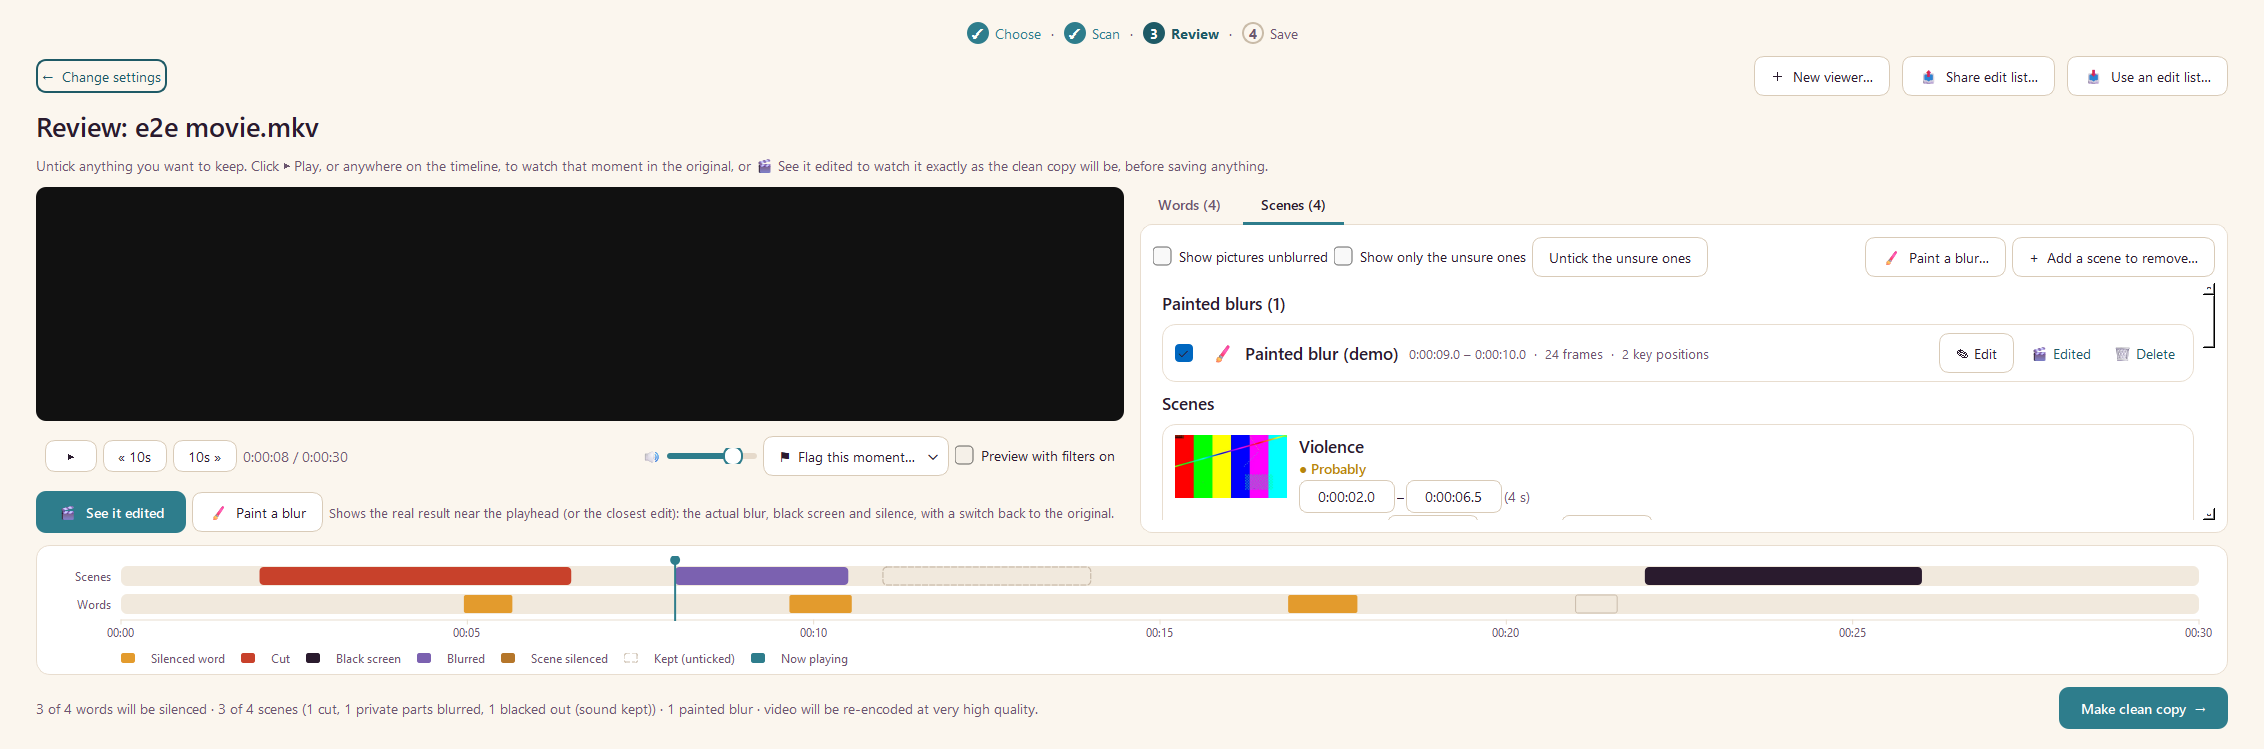 ✓ Choose · ✓ Scan · 3 Review · 4 Save
← Change settings
+ New viewer...
Share edit list...
Use an edit list...
Review: e2e movie.mkv
Untick anything you want to keep. Click ▸ Play, or anywhere on the timeline, to watch that moment in the original, or 🎬 See it edited to watch it exactly as the clean copy will be, before saving anything.
Words (4) Scenes (4)
Show pictures unblurred Show only the unsure ones Untick the unsure ones Paint a blur... + Add a scene to remove...
Painted blurs (1)
Painted blur (demo) 0:00:09.0 – 0:00:10.0 · 24 frames · 2 key positions Edit Edited Delete
Scenes
Violence
● Probably
0:00:02.0 – 0:00:06.5 (4 s)
« 10s 10s » 0:00:08 / 0:00:30 Flag this moment... Preview with filters on
See it edited Paint a blur Shows the real result near the playhead (or the closest edit): the actual blur, black screen and silence, with a switch back to the original.
Scenes
Words
00:00 00:05 00:10 00:15 00:20 00:25 00:30
Silenced word Cut Black screen Blurred Scene silenced Kept (unticked) Now playing
3 of 4 words will be silenced · 3 of 4 scenes (1 cut, 1 private parts blurred, 1 blacked out (sound kept)) · 1 painted blur · video will be re-encoded at very high quality.
Make clean copy →